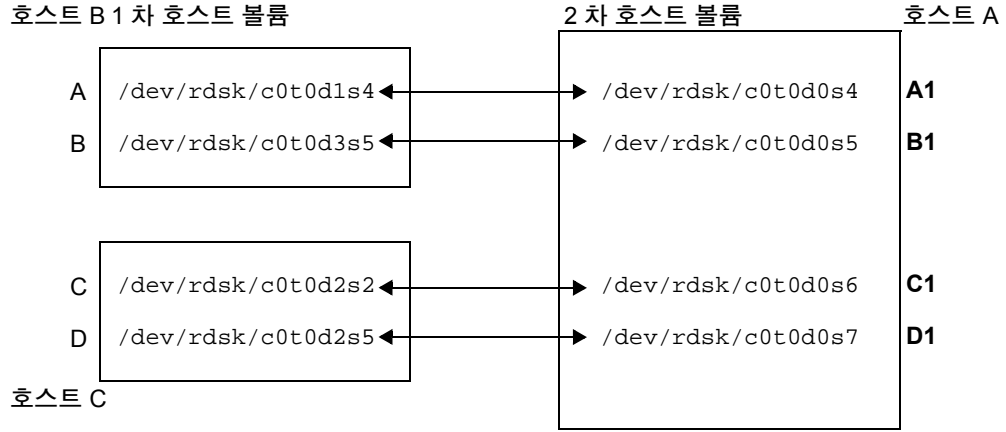 호스트 B 1 차 호스트 볼륨 2 차 호스트 볼륨 호스트 A
A /dev/rdsk/c0t0d1s4 /dev/rdsk/c0t0d0s4 A1
B /dev/rdsk/c0t0d3s5 /dev/rdsk/c0t0d0s5 B1
C /dev/rdsk/c0t0d2s2 /dev/rdsk/c0t0d0s6 C1
D /dev/rdsk/c0t0d2s5 /dev/rdsk/c0t0d0s7 D1
호스트 C